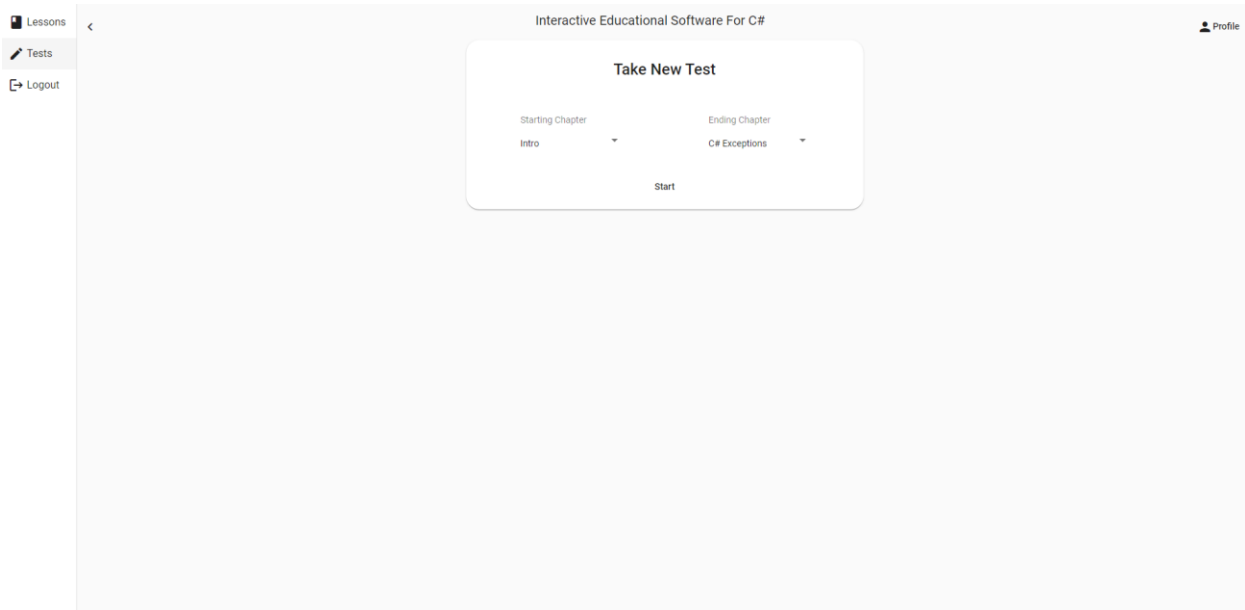 Lessons
Tests
Logout
Interactive Educational Software For C#
Profile
Take New Test
Starting Chapter
Intro
Ending Chapter
C# Exceptions
Start